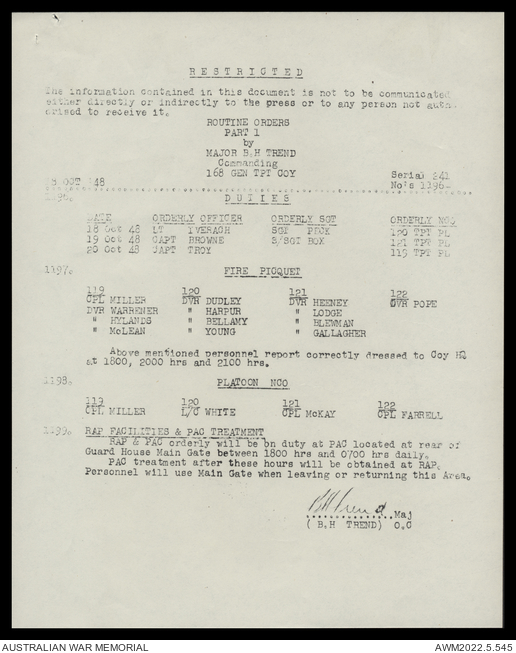 RESTRICTED
The information contained in this document is not to be communicated
either directly or indirectly to the press or to any person not autho-
rised to receive it.
ROUTINE ORDERS
PART 1
by
MAJOR B.H TREND
Commanding
168 GEN TPT COY
Serial 241
18 OCT 48 No's 1196-
1196. DUTIES
DATE ORDERLY OFFICER ORDERLY SGT ORDERLY NCO
18 Oct 48 LT IVERACH SGT PECK 120 TPT PL
19 Oct 48 CAPT BROWNE S/SGT BOX 121 TPT PL
20 Oct 48 CAPT TROY 119 TPT PL
1197. FIRE PICQUET
119 120 121 122
CPL MILLER DVR DUDLEY DVR HEENEY DVR POPE
DVR WARRENER " HARPUR " LODGE
" HYLANDS " BELLAMY " BLEWMAN
" McLEAN " YOUNG " GALLAGHER
Above mentioned personnel report correctly dressed to Coy HQ
at 1800, 2000 hrs and 2100 hrs.
1198. PLATOON NCO
119 120 121 122
CPL MILLER L/C WHITE CPL McKAY CPL FARRELL
1199. RAP FACILITIES & PAC TREATMENT
RAP & PAC orderly will be on duty at PAC located at rear of
Guard House Main Gate between 1800 hrs and 0700 hrs daily.
PAC treatment after these hours will be obtained at RAP.
Personnel will use Main Gate when leaving or returning this Area.
BHTrend
Maj
( B.H TREND) O.C
AUSTRALIAN WAR MEMORIAL AWM2022.5.545